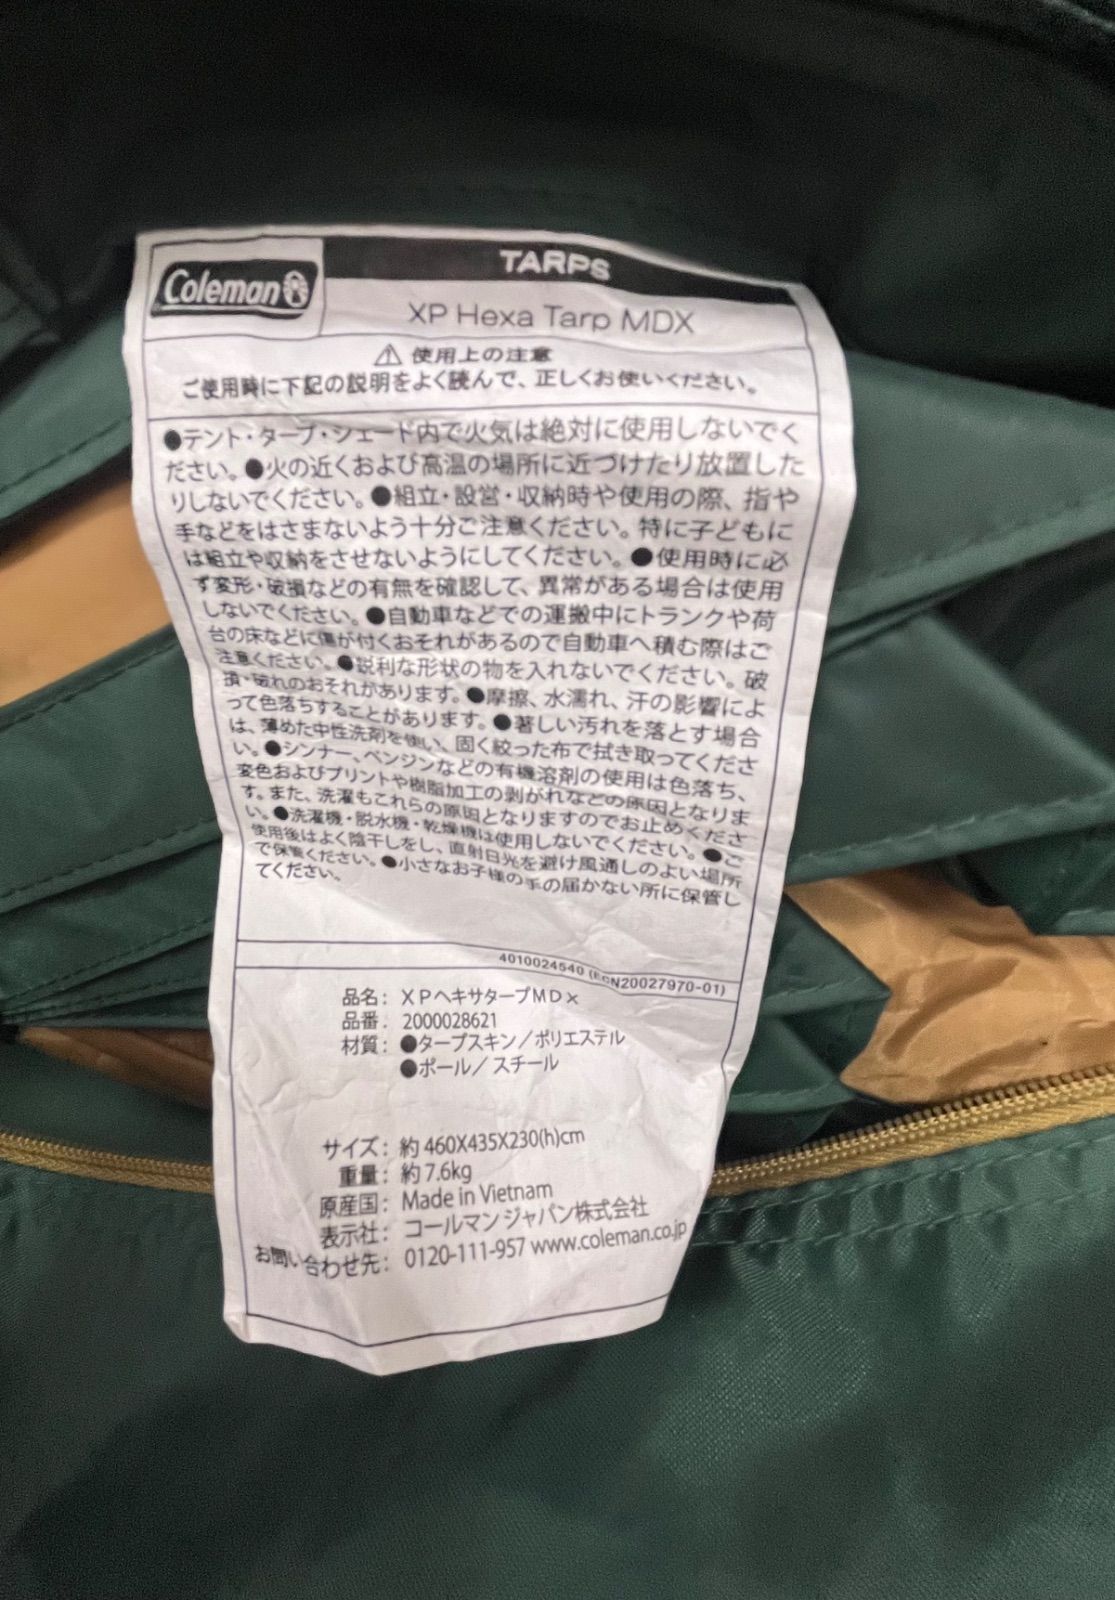 Coleman
TARPS
XP Hexa Tarp MDX
⚠ 使用上の注意
ご使用時に下記の説明をよく読んで、正しくお使いください。
●テント・タープ・シェード内で火気は絶対に使用しないでく
ださい。●火の近くおよび高温の場所に近づけたり放置した
りしないでください。●組立・設営・収納時や使用の際、指や
手などをはさまないよう十分ご注意ください。特に子どもに
は組立や収納をさせないようにしてください。●使用時に必
ず変形・破損などの有無を確認して、異常がある場合は使用
しないでください。●自動車などでの運搬中にトランクや荷
台の床などに傷が付くおそれがあるので自動車へ積む際はご
注意ください。●鋭利な形状の物を入れないでください。破
損・破れのおそれがあります。●摩擦、水濡れ、汗の影響によ
って色落ちすることがあります。●著しい汚れを落とす場合
は、薄めた中性洗剤を使い、固く絞った布で拭き取ってくださ
い。●シンナー、ベンジンなどの有機溶剤の使用は色落ち、
変色およびプリントや樹脂加工の剥がれなどの原因となりま
す。また、洗濯もこれらの原因となりますのでお止めくださ
い。●洗濯機・脱水機・乾燥機は使用しないでください。●ご
使用後はよく陰干しをし、直射日光を避け風通しのよい場所
で保管ください。●小さなお子様の手の届かない所に保管し
てください。
4010024540 (ECN20027970-01)
品名: XPヘキサタープMDX
品番: 2000028621
材質: ●タープスキン/ポリエステル
●ポール/スチール
サイズ: 約 460X435X230(h)cm
重量: 約 7.6kg
原産国: Made in Vietnam
表示社: コールマン ジャパン株式会社
お問い合わせ先: 0120-111-957 www.coleman.co.jp